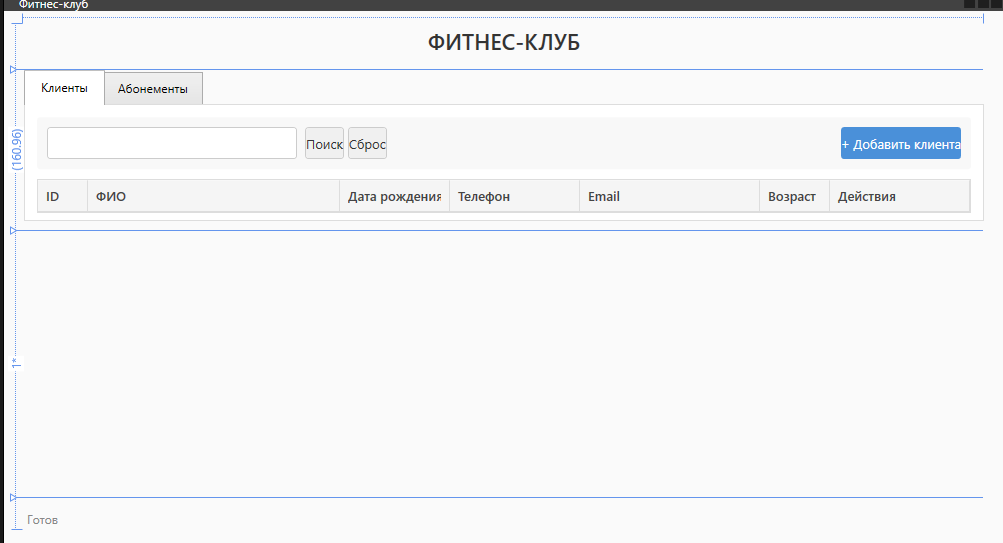 Фитнес-клуб
ФИТНЕС-КЛУБ
Клиенты Абонементы
Поиск Сброс + Добавить клиента
(160.96)
ID ФИО Дата рождения Телефон Email Возраст Действия
1*
Готов